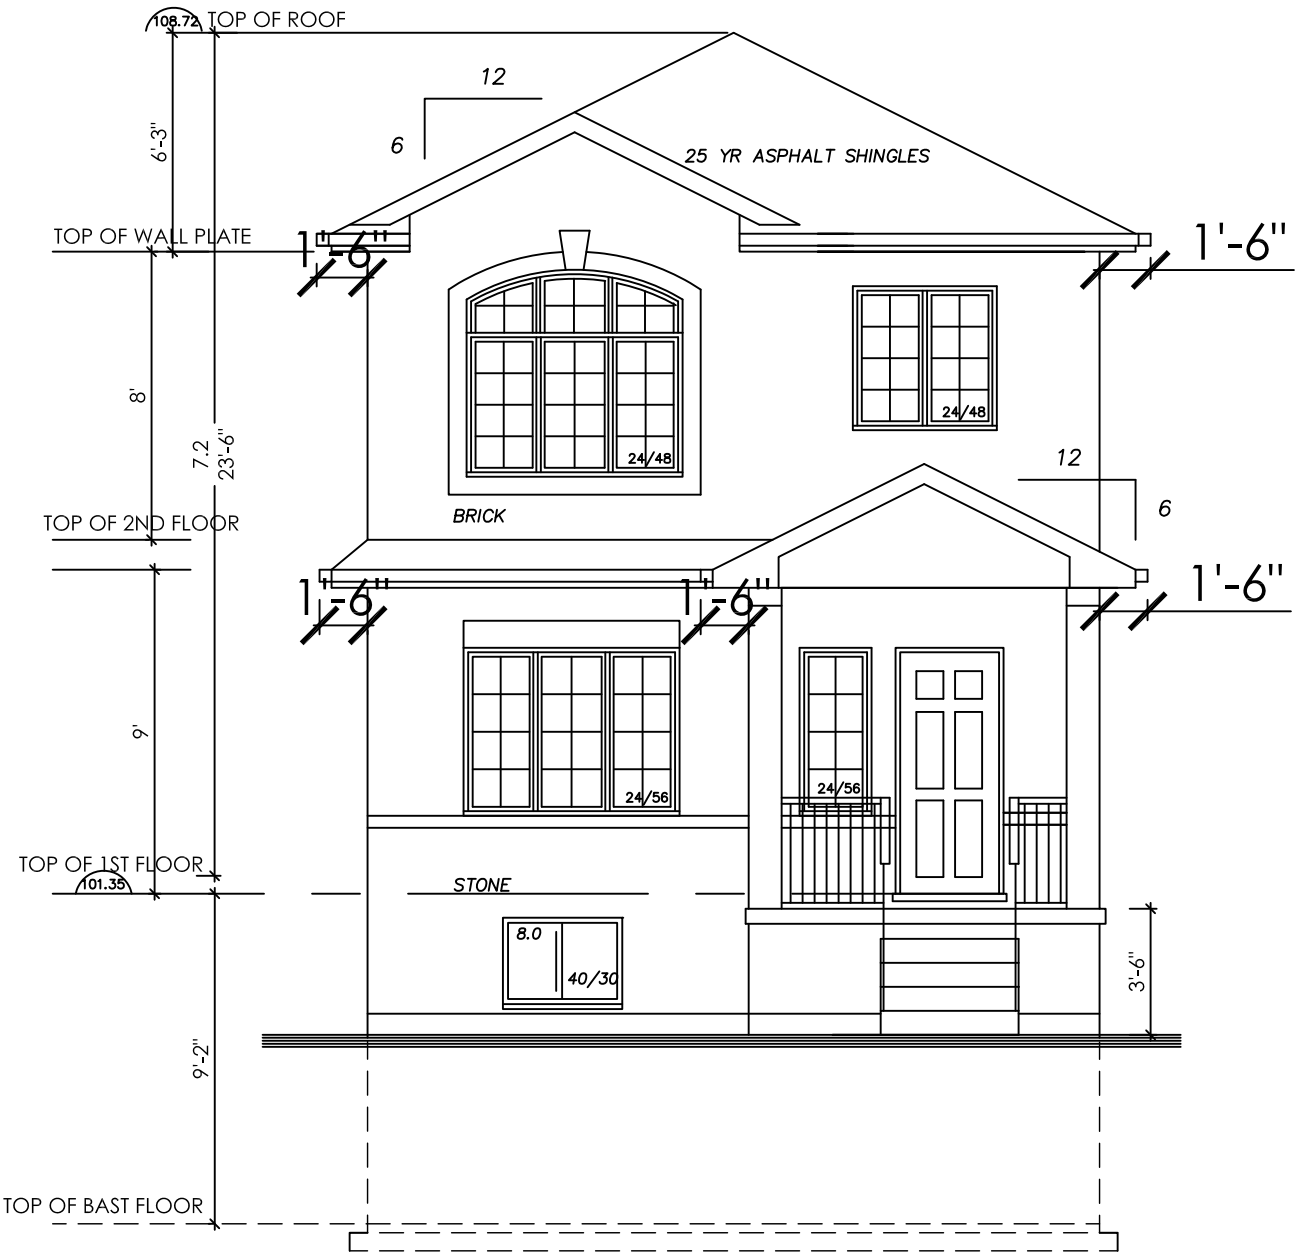 108.72 TOP OF ROOF
12
6
6'-3"
25 YR ASPHALT SHINGLES
TOP OF WALL PLATE
1'-6"
1'-6"
8'
7.2
23'-6"
24/48
24/48
12
6
BRICK
TOP OF 2ND FLOOR
1'-6"
1'-6"
1'-6"
9'
24/56
24/56
TOP OF 1ST FLOOR
101.35
STONE
8.0
40/30
3'-6"
9'-2"
TOP OF BAST FLOOR